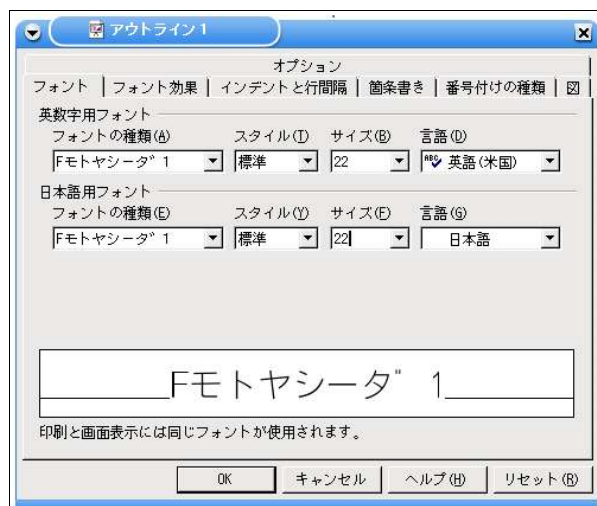 アウトライン 1
オプション
フォント フォント効果 インデントと行間隔 箇条書き 番号付けの種類 図
英数字用フォント
フォントの種類(A) スタイル(T) サイズ(B) 言語(D)
Fモトヤシータ゛1 標準 22 ABC 英語(米国)
日本語用フォント
フォントの種類(E) スタイル(Y) サイズ(F) 言語(G)
Fモトヤシータ゛1 標準 22 日本語
Fモトヤシータ゛ 1
印刷と画面表示には同じフォントが使用されます。
OK キャンセル ヘルプ(H) リセット(R)